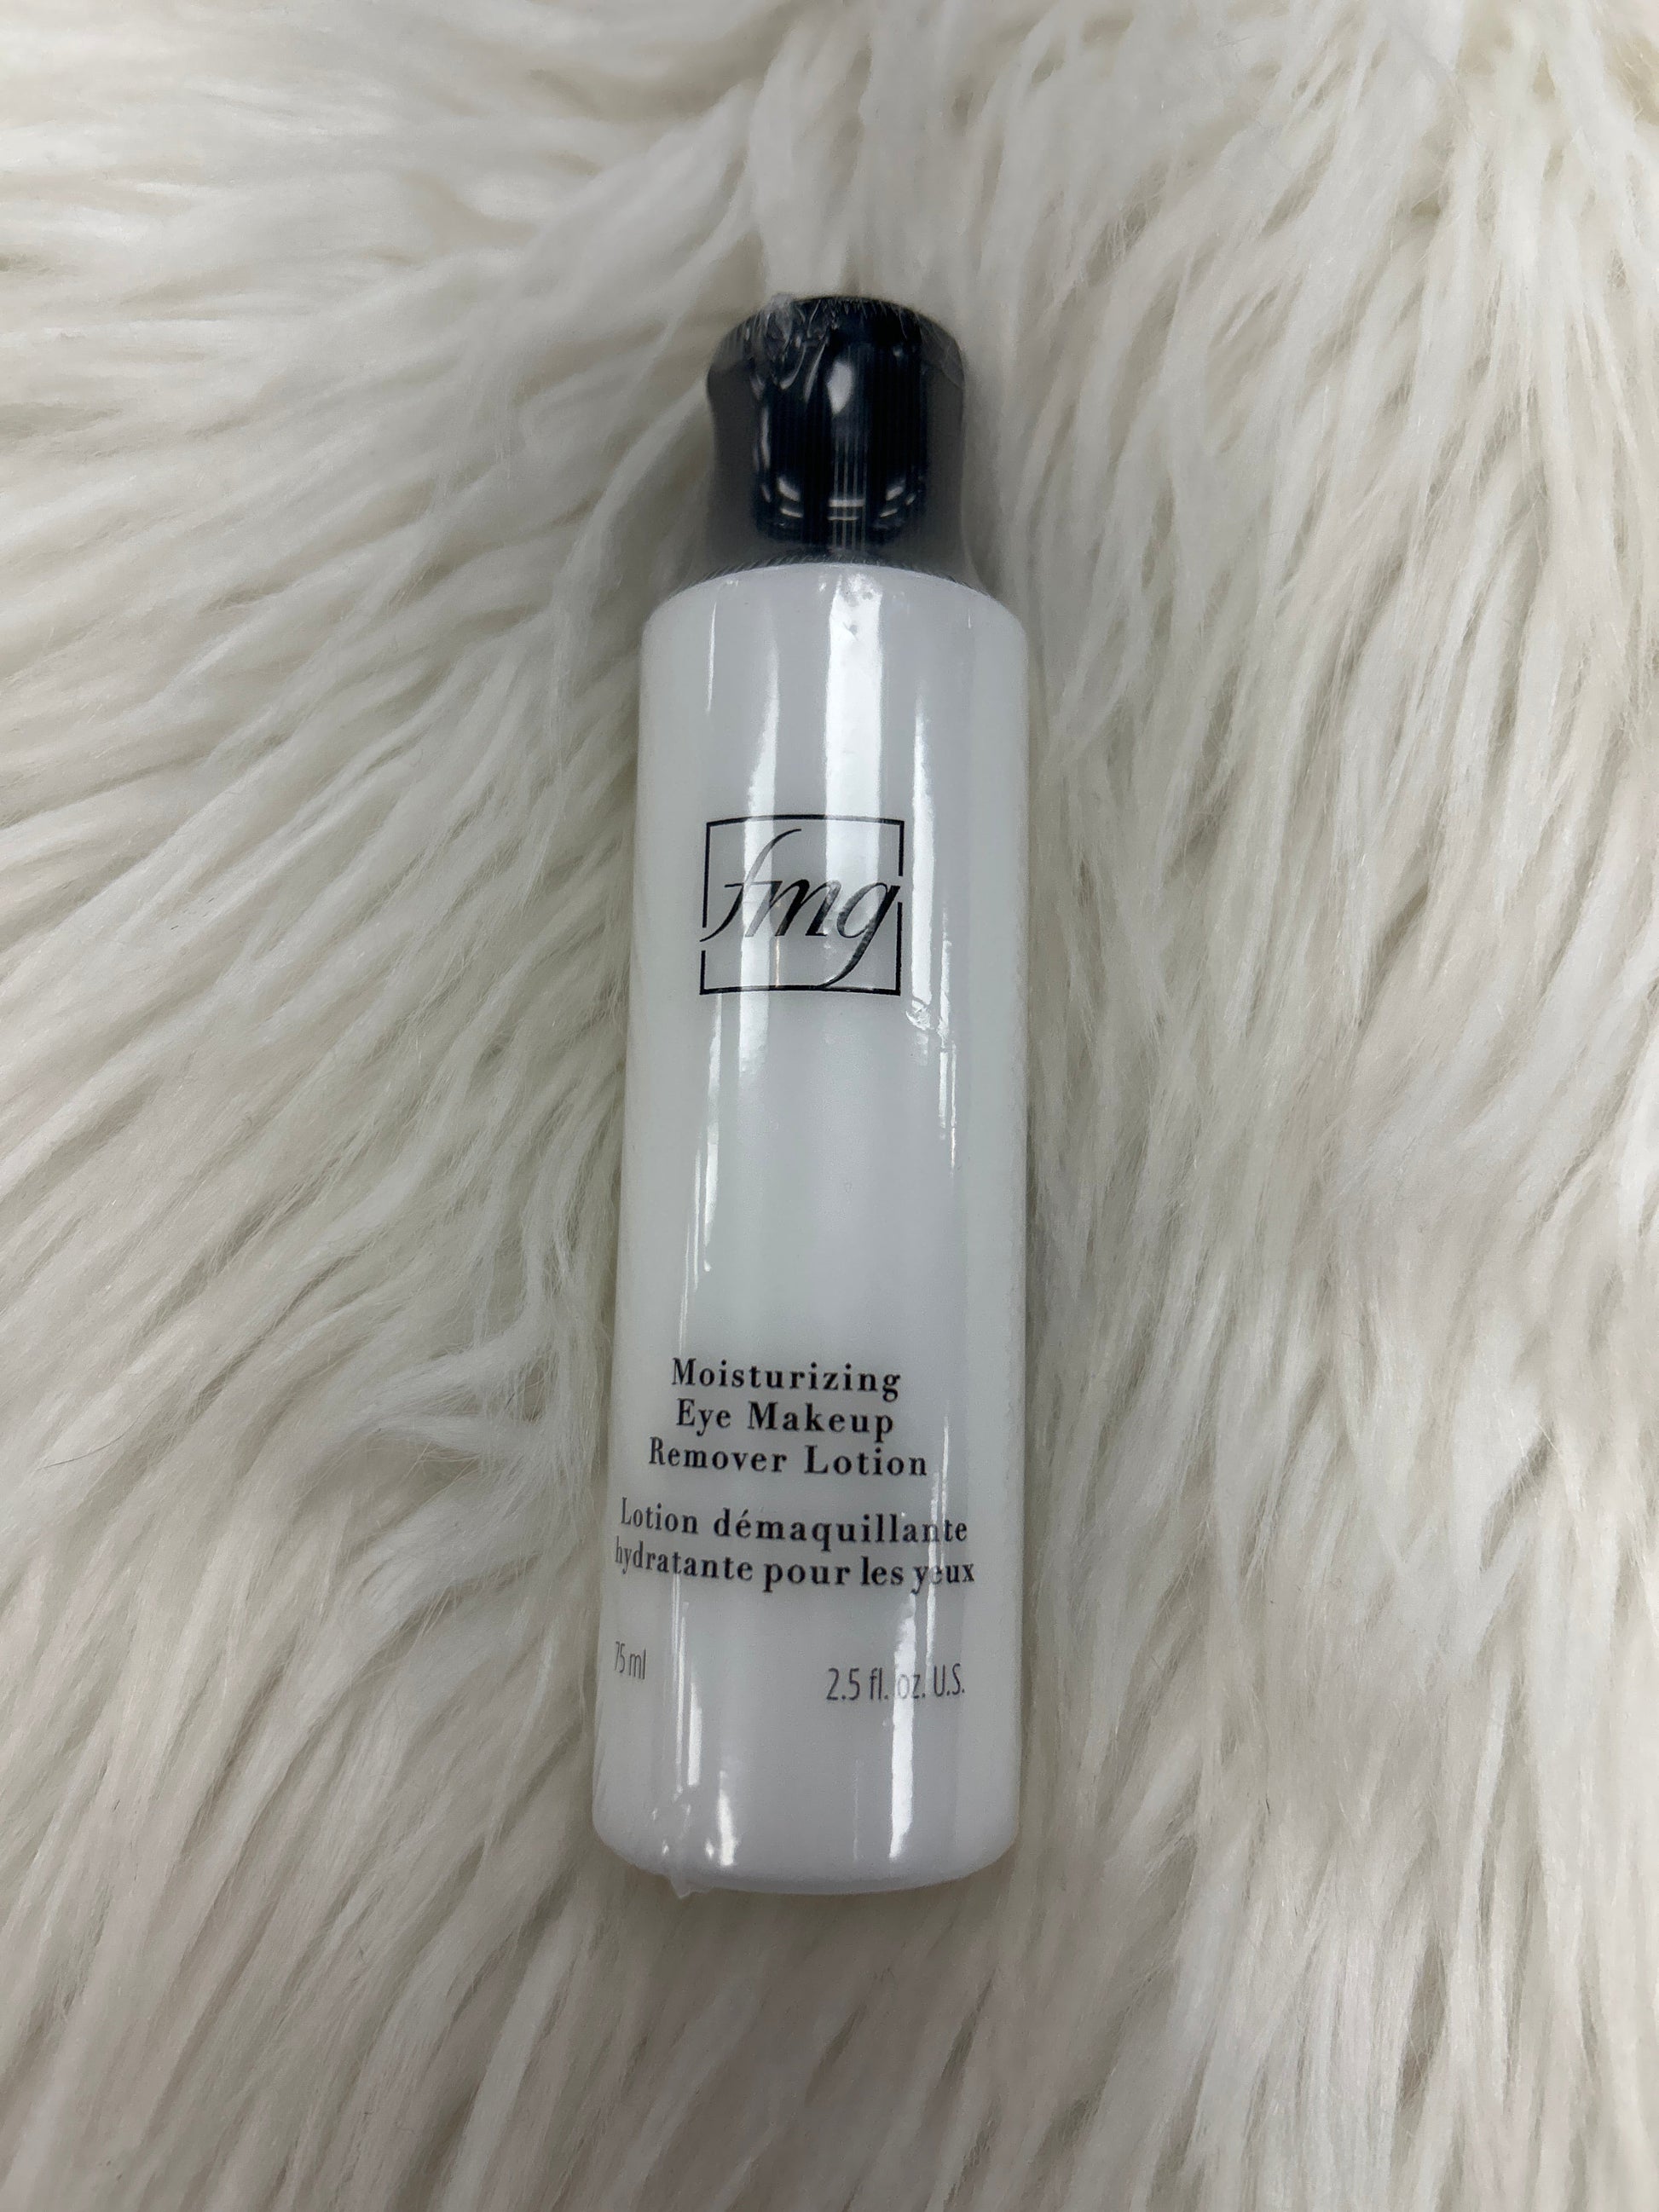 fmg
Moisturizing
Eye Makeup
Remover Lotion
Lotion démaquillante
hydratante pour les yeux
75 ml 2.5 fl. oz. U.S.